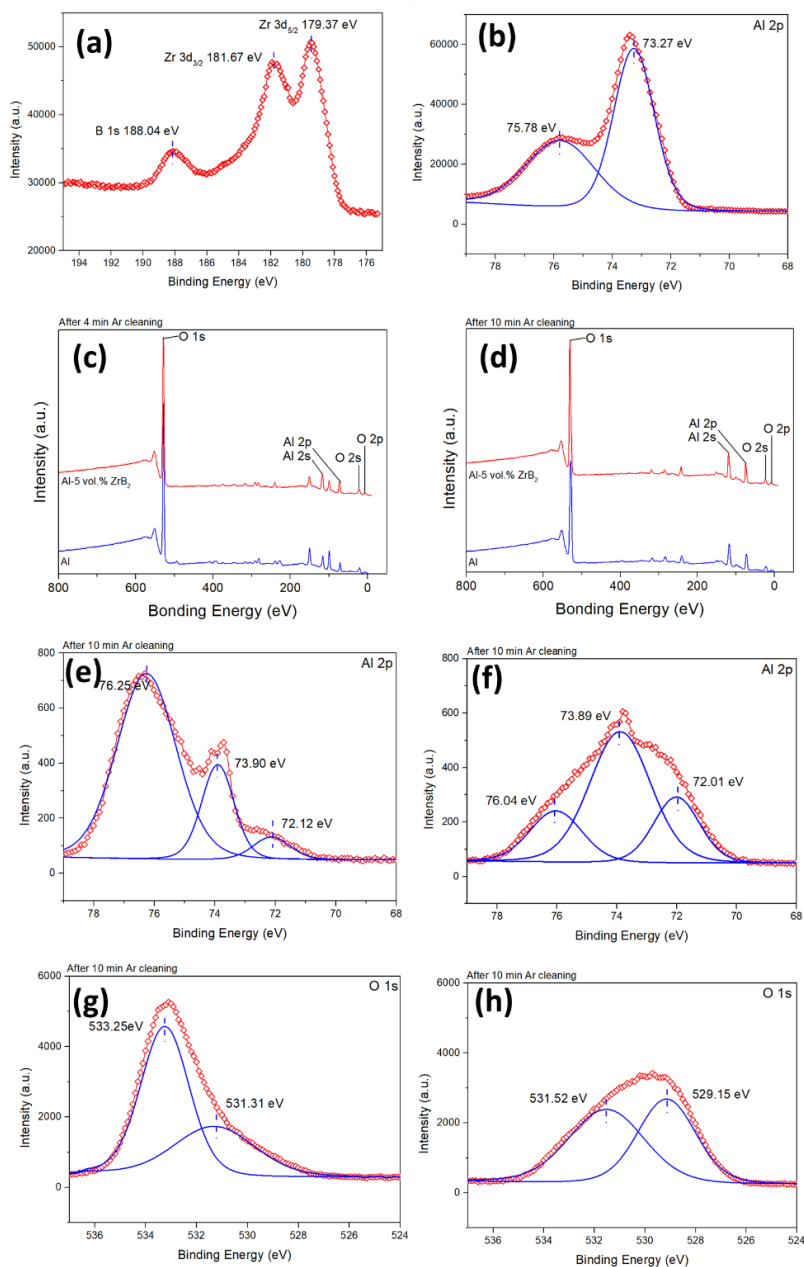 (a)
Zr 3d5/2 179.37 eV
Zr 3d3/2 181.67 eV
B 1s 188.04 eV
Intensity (a.u.)
50000
40000
30000
20000
194 192 190 188 186 184 182 180 178 176
Binding Energy (eV)
(b)
Al 2p
73.27 eV
75.78 eV
Intensity (a.u.)
60000
40000
20000
0
78 76 74 72 70 68
Binding Energy (eV)
After 4 min Ar cleaning
(c)
O 1s
O 2p
Al 2p
O 2s
Al 2s
Al-5 vol.% ZrB2
Al
Intensity (a.u.)
800 600 400 200 0
Bonding Energy (eV)
After 10 min Ar cleaning
(d)
O 1s
O 2p
Al 2p
O 2s
Al 2s
Al-5 vol.% ZrB2
Al
Intensity (a.u.)
800 600 400 200 0
Bonding Energy (eV)
After 10 min Ar cleaning
(e)
Al 2p
76.25 eV
73.90 eV
72.12 eV
Intensity (a.u.)
800
600
400
200
0
78 76 74 72 70 68
Binding Energy (eV)
After 10 min Ar cleaning
(f)
Al 2p
73.89 eV
72.01 eV
76.04 eV
Intensity (a.u.)
800
600
400
200
0
78 76 74 72 70 68
Binding Energy (eV)
After 10 min Ar cleaning
(g)
O 1s
533.25eV
531.31 eV
Intensity (a.u.)
6000
4000
2000
0
536 534 532 530 528 526 524
Binding Energy (eV)
After 10 min Ar cleaning
(h)
O 1s
531.52 eV
529.15 eV
Intensity (a.u.)
6000
4000
2000
0
536 534 532 530 528 526 524
Binding Energy (eV)